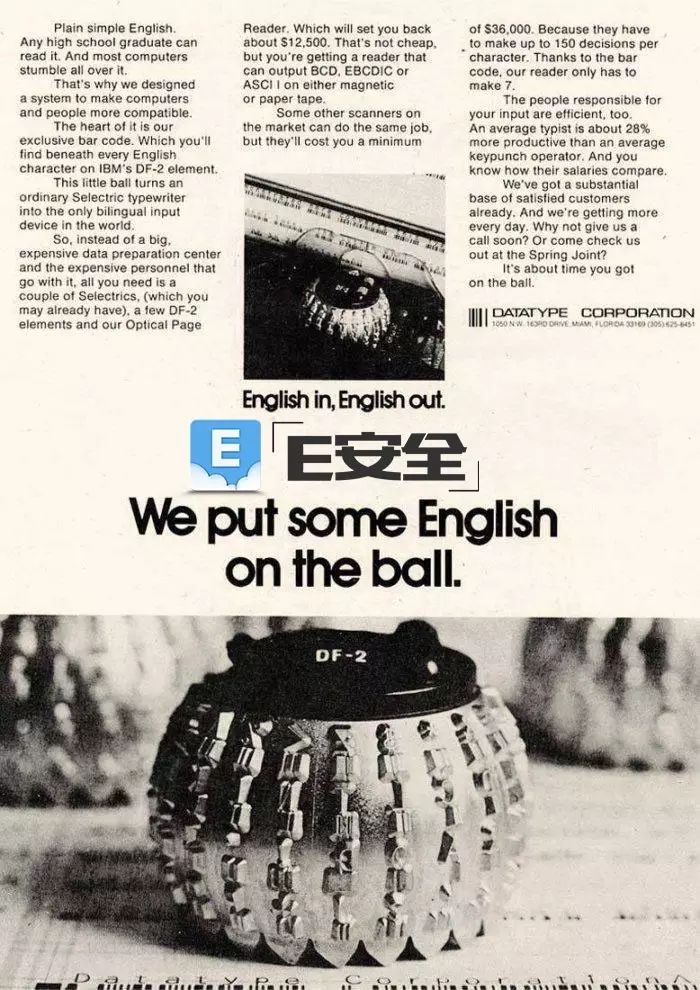 Plain simple English.
Any high school graduate can
read it. And most computers
stumble all over it.
That's why we designed
a system to make computers
and people more compatible.
The heart of it is our
exclusive bar code. Which you'll
find beneath every English
character on IBM's DF-2 element.
This little ball turns an
ordinary Selectric typewriter
into the only bilingual input
device in the world.
So, instead of a big,
expensive data preparation center
and the expensive personnel that
go with it, all you need is a
couple of Selectrics, (which you
may already have), a few DF-2
elements and our Optical Page
Reader. Which will set you back
about $12,500. That's not cheap,
but you're getting a reader that
can output BCD, EBCDIC or
ASCI I on either magnetic
or paper tape.
Some other scanners on
the market can do the same job,
but they'll cost you a minimum
of $36,000. Because they have
to make up to 150 decisions per
character. Thanks to the bar
code, our reader only has to
make 7.
The people responsible for
your input are efficient, too.
An average typist is about 28%
more productive than an average
keypunch operator. And you
know how their salaries compare.
We've got a substantial
base of satisfied customers
already. And we're getting more
every day. Why not give us a
call soon? Or come check us
out at the Spring Joint?
It's about time you got
on the ball.
DATATYPE CORPORATION
1050 N.W. 163RD DRIVE, MIAMI, FLORIDA 33169 (305) 625-8451
English in, English out.
E
「E安全」
We put some English
on the ball.
DF-2
Datatype Corporation